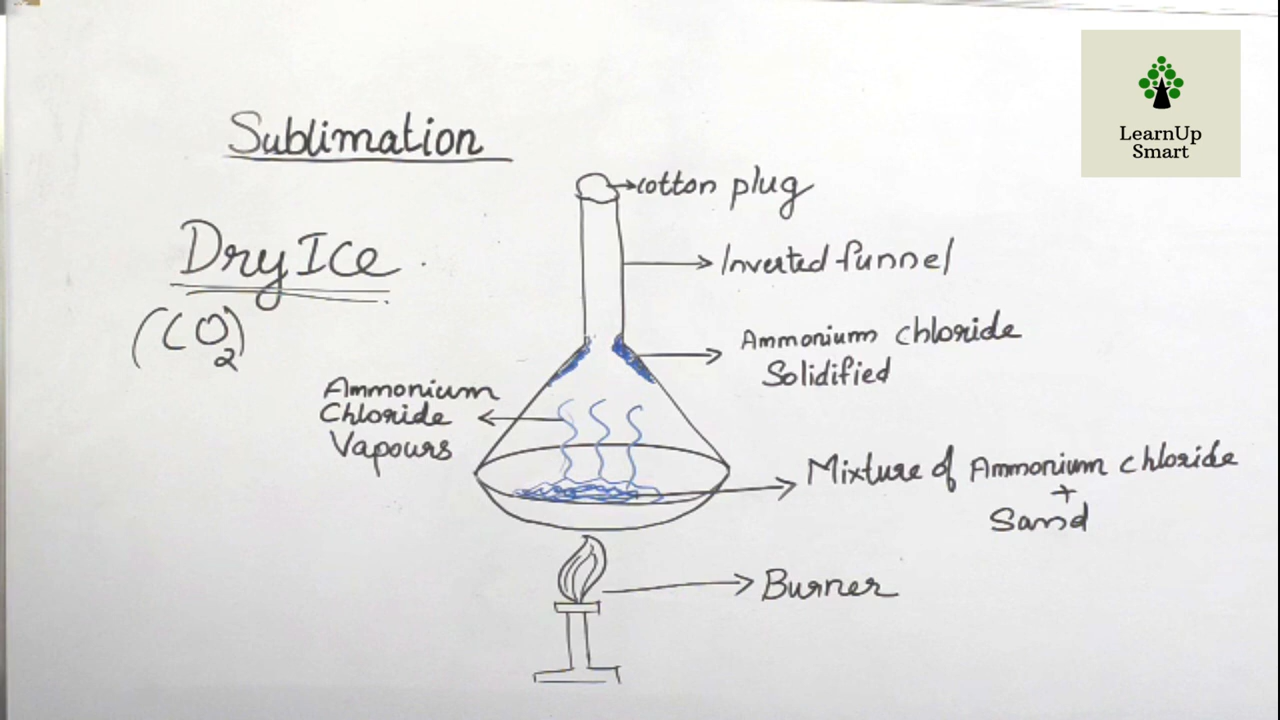 LearnUp
Smart
Sublimation
cotton plug
Dry Ice
(CO2)
Inverted funnel
Ammonium chloride
Solidified
Ammonium
Chloride
Vapours
Mixture of Ammonium chloride
+
Sand
Burner